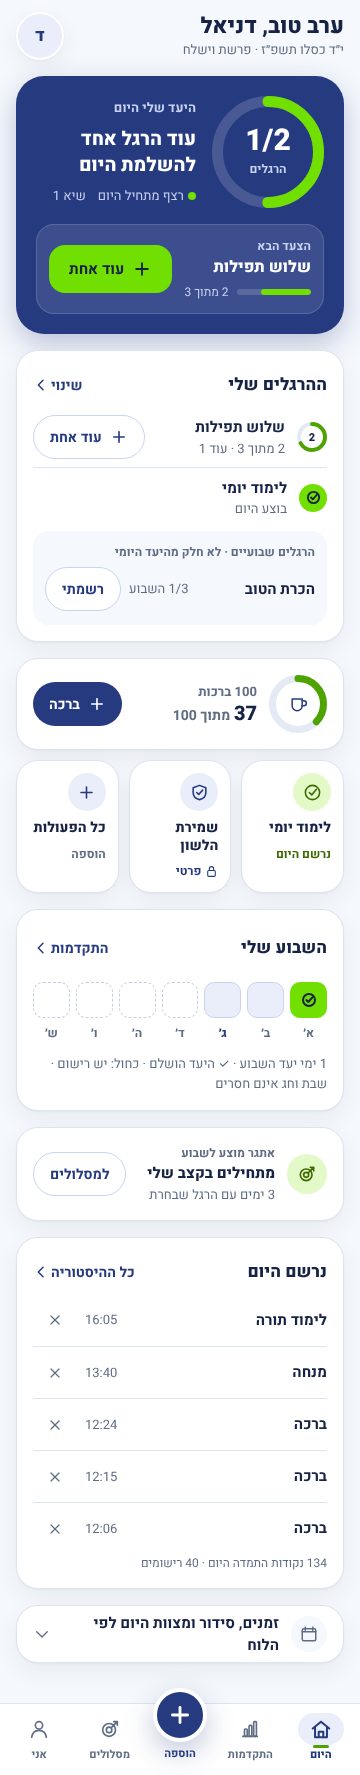 ערב טוב, דניאל
י״ד כסלו תשפ״ז · פרשת וישלח
ד
1/2
הרגלים
היעד שלי היום
עוד הרגל אחד
להשלמת היום
רצף מתחיל היום
שיא 1
הצעד הבא
שלוש תפילות
2 מתוך 3
עוד אחת
ההרגלים שלי
שינוי
2
שלוש תפילות
2 מתוך 3 · עוד 1
עוד אחת
לימוד יומי
בוצע היום
הרגלים שבועיים · לא חלק מהיעד היומי
הכרת הטוב
1/3 השבוע
רשמתי
100 ברכות
37 מתוך 100
ברכה
לימוד יומי
נרשם היום
שמירת
הלשון
פרטי
כל הפעולות
הוספה
השבוע שלי
התקדמות
א׳
ב׳
ג׳
ד׳
ה׳
ו׳
ש׳
1 ימי יעד השבוע · ✓ היעד הושלם · כחול: יש רישום ·
שבת וחג אינם חסרים
אתגר מוצע לשבוע
מתחילים בקצב שלי
3 ימים עם הרגל שבחרת
למסלולים
נרשם היום
כל ההיסטוריה
לימוד תורה
16:05
מנחה
13:40
ברכה
12:24
ברכה
12:15
ברכה
12:06
134 נקודות התמדה היום · 40 רישומים
זמנים, סידור ומצוות היום לפי
הלוח
היום
התקדמות
הוספה
מסלולים
אני